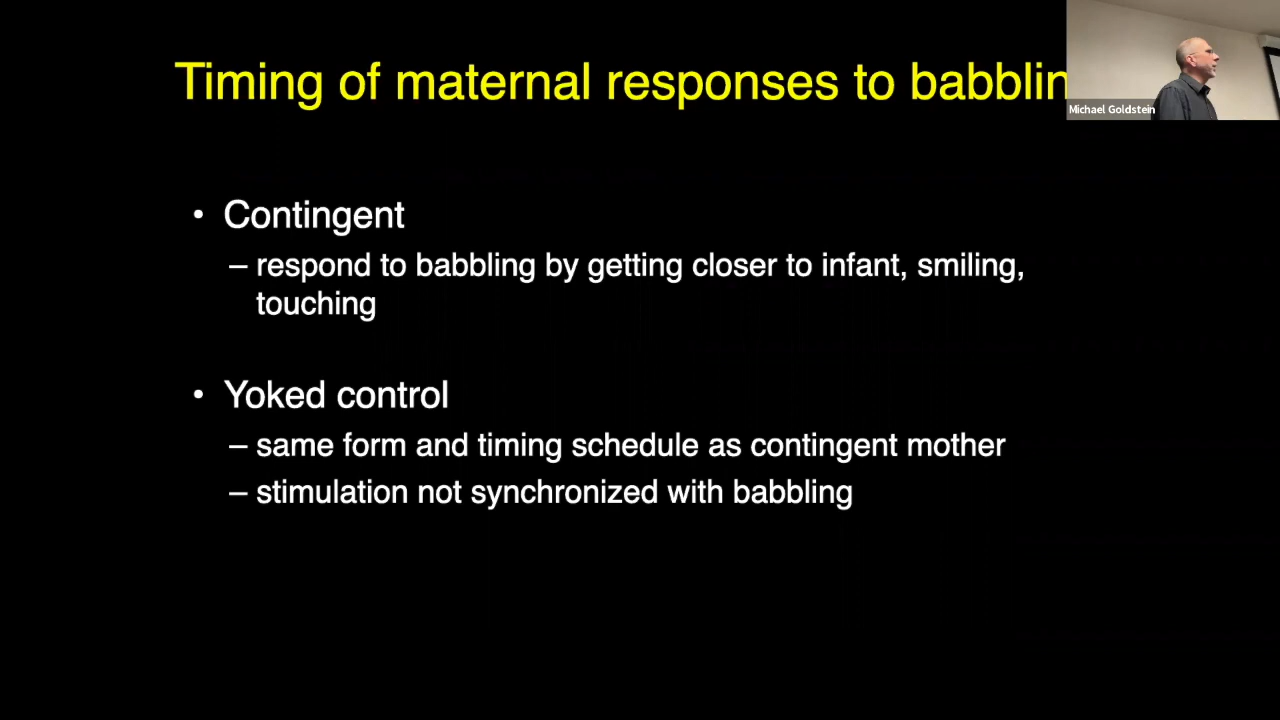 Timing of maternal responses to babblin
Michael Goldstein
• Contingent
– respond to babbling by getting closer to infant, smiling,
touching
• Yoked control
– same form and timing schedule as contingent mother
– stimulation not synchronized with babbling